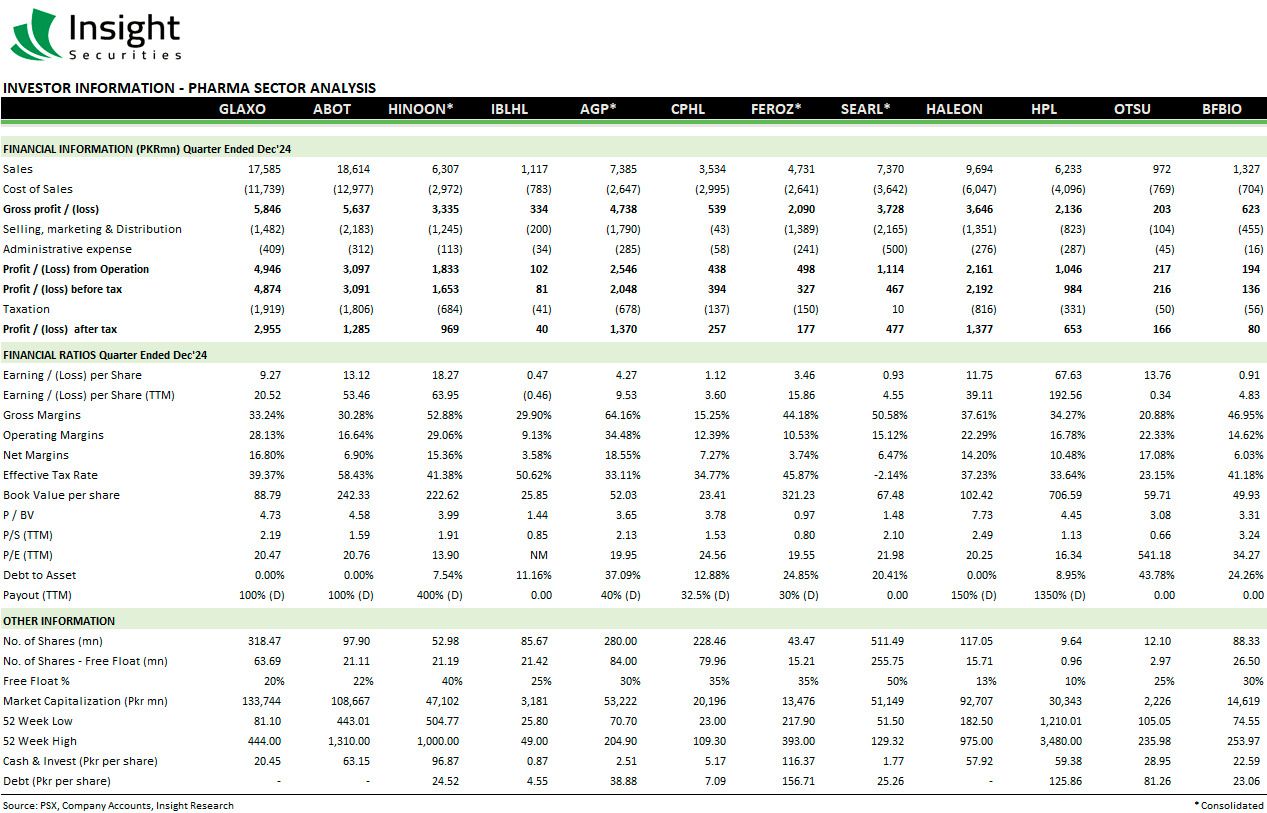 Insight
Securities
INVESTOR INFORMATION - PHARMA SECTOR ANALYSIS
GLAXO ABOT HINOON* IBLHL AGP* CPHL FEROZ* SEARL* HALEON HPL OTSU BFBIO
FINANCIAL INFORMATION (PKRmn) Quarter Ended Dec'24
Sales 17,585 18,614 6,307 1,117 7,385 3,534 4,731 7,370 9,694 6,233 972 1,327
Cost of Sales (11,739) (12,977) (2,972) (783) (2,647) (2,995) (2,641) (3,642) (6,047) (4,096) (769) (704)
Gross profit / (loss) 5,846 5,637 3,335 334 4,738 539 2,090 3,728 3,646 2,136 203 623
Selling, marketing & Distribution (1,482) (2,183) (1,245) (200) (1,790) (43) (1,389) (2,165) (1,351) (823) (104) (455)
Administrative expense (409) (312) (113) (34) (285) (58) (241) (500) (276) (287) (45) (16)
Profit / (Loss) from Operation 4,946 3,097 1,833 102 2,546 438 498 1,114 2,161 1,046 217 194
Profit / (loss) before tax 4,874 3,091 1,653 81 2,048 394 327 467 2,192 984 216 136
Taxation (1,919) (1,806) (684) (41) (678) (137) (150) 10 (816) (331) (50) (56)
Profit / (loss) after tax 2,955 1,285 969 40 1,370 257 177 477 1,377 653 166 80
FINANCIAL RATIOS Quarter Ended Dec'24
Earning / (Loss) per Share 9.27 13.12 18.27 0.47 4.27 1.12 3.46 0.93 11.75 67.63 13.76 0.91
Earning / (Loss) per Share (TTM) 20.52 53.46 63.95 (0.46) 9.53 3.60 15.86 4.55 39.11 192.56 0.34 4.83
Gross Margins 33.24% 30.28% 52.88% 29.90% 64.16% 15.25% 44.18% 50.58% 37.61% 34.27% 20.88% 46.95%
Operating Margins 28.13% 16.64% 29.06% 9.13% 34.48% 12.39% 10.53% 15.12% 22.29% 16.78% 22.33% 14.62%
Net Margins 16.80% 6.90% 15.36% 3.58% 18.55% 7.27% 3.74% 6.47% 14.20% 10.48% 17.08% 6.03%
Effective Tax Rate 39.37% 58.43% 41.38% 50.62% 33.11% 34.77% 45.87% -2.14% 37.23% 33.64% 23.15% 41.18%
Book Value per share 88.79 242.33 222.62 25.85 52.03 23.41 321.23 67.48 102.42 706.59 59.71 49.93
P / BV 4.73 4.58 3.99 1.44 3.65 3.78 0.97 1.48 7.73 4.45 3.08 3.31
P/S (TTM) 2.19 1.59 1.91 0.85 2.13 1.53 0.80 2.10 2.49 1.13 0.66 3.24
P/E (TTM) 20.47 20.76 13.90 NM 19.95 24.56 19.55 21.98 20.25 16.34 541.18 34.27
Debt to Asset 0.00% 0.00% 7.54% 11.16% 37.09% 12.88% 24.85% 20.41% 0.00% 8.95% 43.78% 24.26%
Payout (TTM) 100% (D) 100% (D) 400% (D) 0.00 40% (D) 32.5% (D) 30% (D) 0.00 150% (D) 1350% (D) 0.00 0.00
OTHER INFORMATION
No. of Shares (mn) 318.47 97.90 52.98 85.67 280.00 228.46 43.47 511.49 117.05 9.64 12.10 88.33
No. of Shares - Free Float (mn) 63.69 21.11 21.19 21.42 84.00 79.96 15.21 255.75 15.71 0.96 2.97 26.50
Free Float % 20% 22% 40% 25% 30% 35% 35% 50% 13% 10% 25% 30%
Market Capitalization (Pkr mn) 133,744 108,667 47,102 3,181 53,222 20,196 13,476 51,149 92,707 30,343 2,226 14,619
52 Week Low 81.10 443.01 504.77 25.80 70.70 23.00 217.90 51.50 182.50 1,210.01 105.05 74.55
52 Week High 444.00 1,310.00 1,000.00 49.00 204.90 109.30 393.00 129.32 975.00 3,480.00 235.98 253.97
Cash & Invest (Pkr per share) 20.45 63.15 96.87 0.87 2.51 5.17 116.37 1.77 57.92 59.38 28.95 22.59
Debt (Pkr per share) - - 24.52 4.55 38.88 7.09 156.71 25.26 - 125.86 81.26 23.06
Source: PSX, Company Accounts, Insight Research * Consolidated